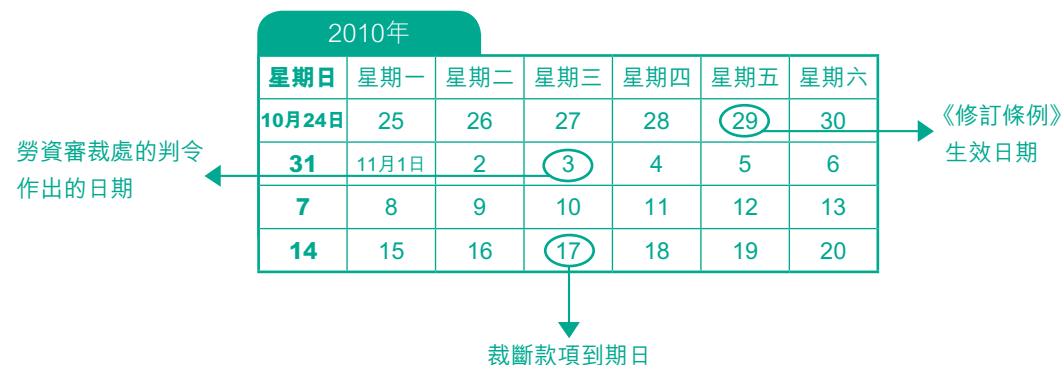 2010年
星期日 星期一 星期二 星期三 星期四 星期五 星期六
10月24日 25 26 27 28 29 30
《修訂條例》
生效日期
勞資審裁處的判令
作出的日期
31 11月1日 2 3 4 5 6
7 8 9 10 11 12 13
14 15 16 17 18 19 20
裁斷款項到期日